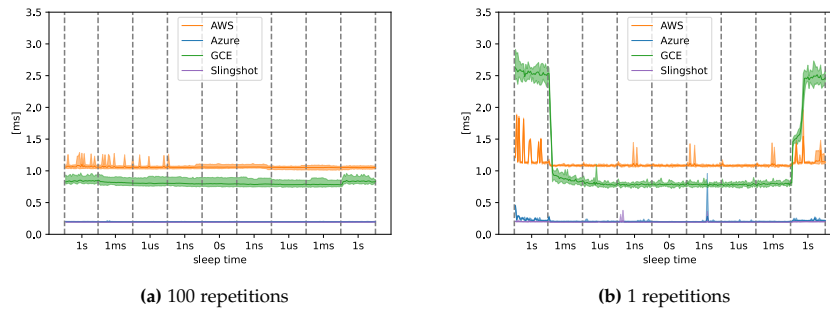 3.5
3.0
2.5
2.0
1.5
1.0
0.5
0.0
[ms]
AWS
Azure
GCE
Slingshot
1s 1ms 1us 1ns 0s 1ns 1us 1ms 1s
sleep time
(a) 100 repetitions
3.5
3.0
2.5
2.0
1.5
1.0
0.5
0.0
[ms]
AWS
Azure
GCE
Slingshot
1s 1ms 1us 1ns 0s 1ns 1us 1ms 1s
sleep time
(b) 1 repetitions